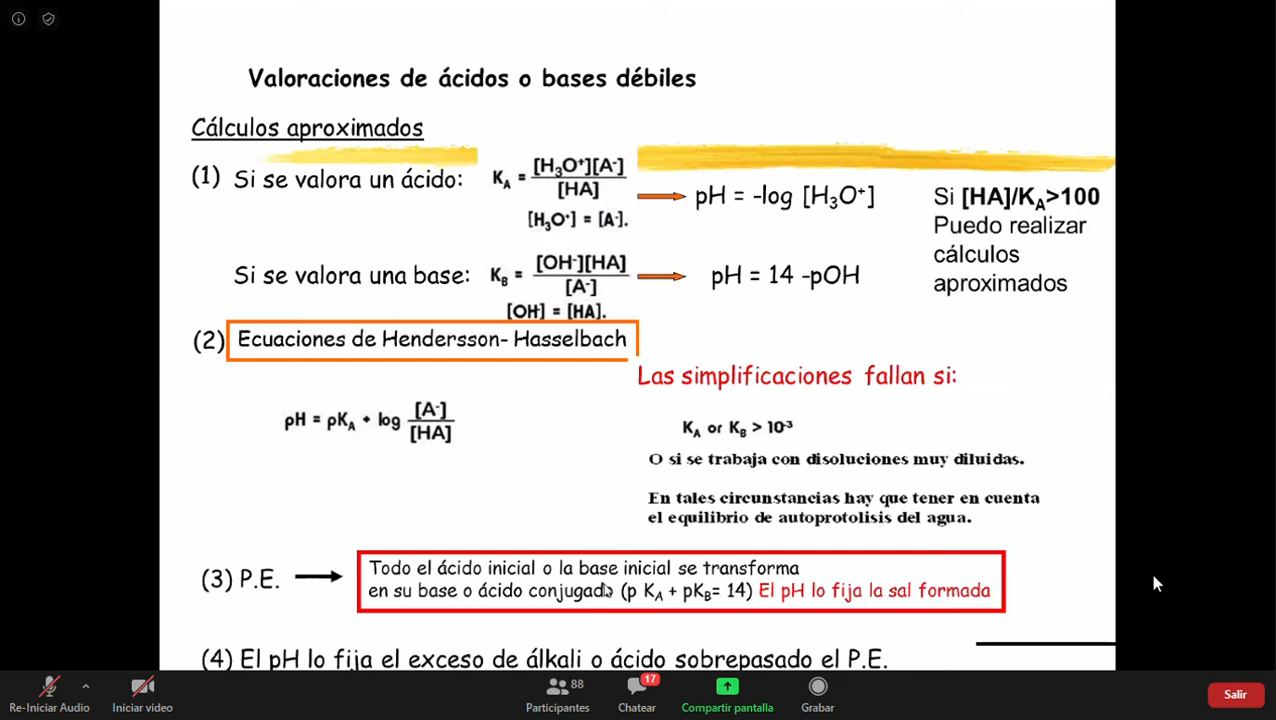 Valoraciones de ácidos o bases débiles
Cálculos aproximados
(1) Si se valora un ácido:
K_A = [H₃O⁺][A⁻] / [HA]
[H₃O⁺] = [A⁻].
pH = -log [H₃O⁺]
Si [HA]/K_A>100
Puedo realizar
cálculos
aproximados
Si se valora una base:
K_B = [OH⁻][HA] / [A⁻]
[OH⁻] = [HA].
pH = 14 -pOH
(2) Ecuaciones de Hendersson- Hasselbach
pH = pK_A + log [A⁻] / [HA]
Las simplificaciones fallan si:
K_A or K_B > 10⁻³
O si se trabaja con disoluciones muy diluidas.
En tales circunstancias hay que tener en cuenta
el equilibrio de autoprotolisis del agua.
(3) P.E.
Todo el ácido inicial o la base inicial se transforma
en su base o ácido conjugado (p K_A + pK_B= 14) El pH lo fija la sal formada
(4) El pH lo fija el exceso de álkali o ácido sobrepasado el P.E.
Re-Iniciar Audio
Iniciar video
88
Participantes
17
Chatear
Compartir pantalla
Grabar
Salir